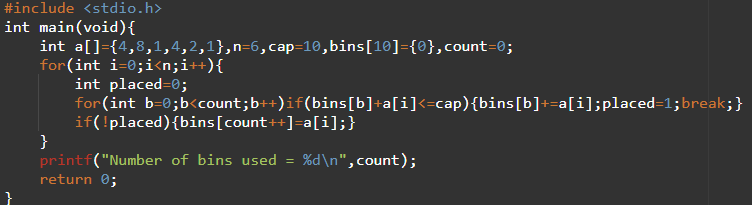 #include <stdio.h>
int main(void){
    int a[]={4,8,1,4,2,1},n=6,cap=10,bins[10]={0},count=0;
    for(int i=0;i<n;i++){
        int placed=0;
        for(int b=0;b<count;b++)if(bins[b]+a[i]<=cap){bins[b]+=a[i];placed=1;break;}
        if(!placed){bins[count++]=a[i];}
    }
    printf("Number of bins used = %d\n",count);
    return 0;
}